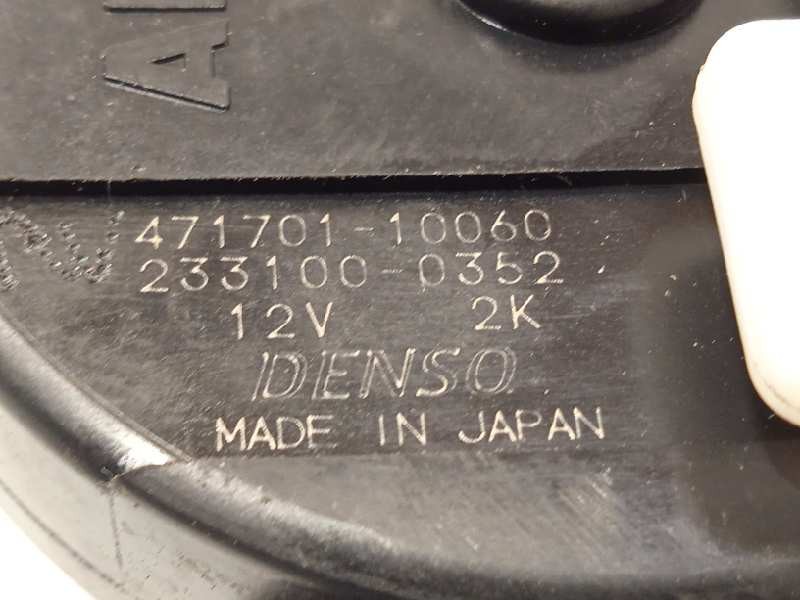 471701-10060
233100-0352
12V 2K
DENSO
MADE IN JAPAN